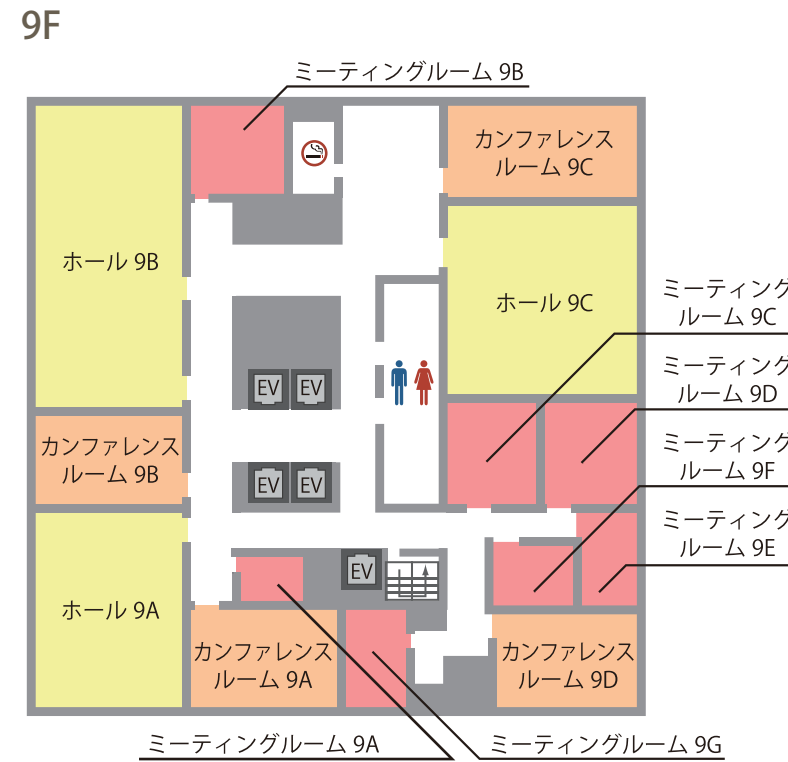 9F
ミーティングルーム 9B
カンファレンス
ルーム 9C
ホール 9B
ホール 9C
ミーティング
ルーム 9C
ミーティング
ルーム 9D
EV
EV
カンファレンス
ルーム 9B
ミーティング
ルーム 9F
EV
EV
ミーティング
ルーム 9E
EV
ホール 9A
カンファレンス
ルーム 9A
カンファレンス
ルーム 9D
ミーティングルーム 9A
ミーティングルーム 9G